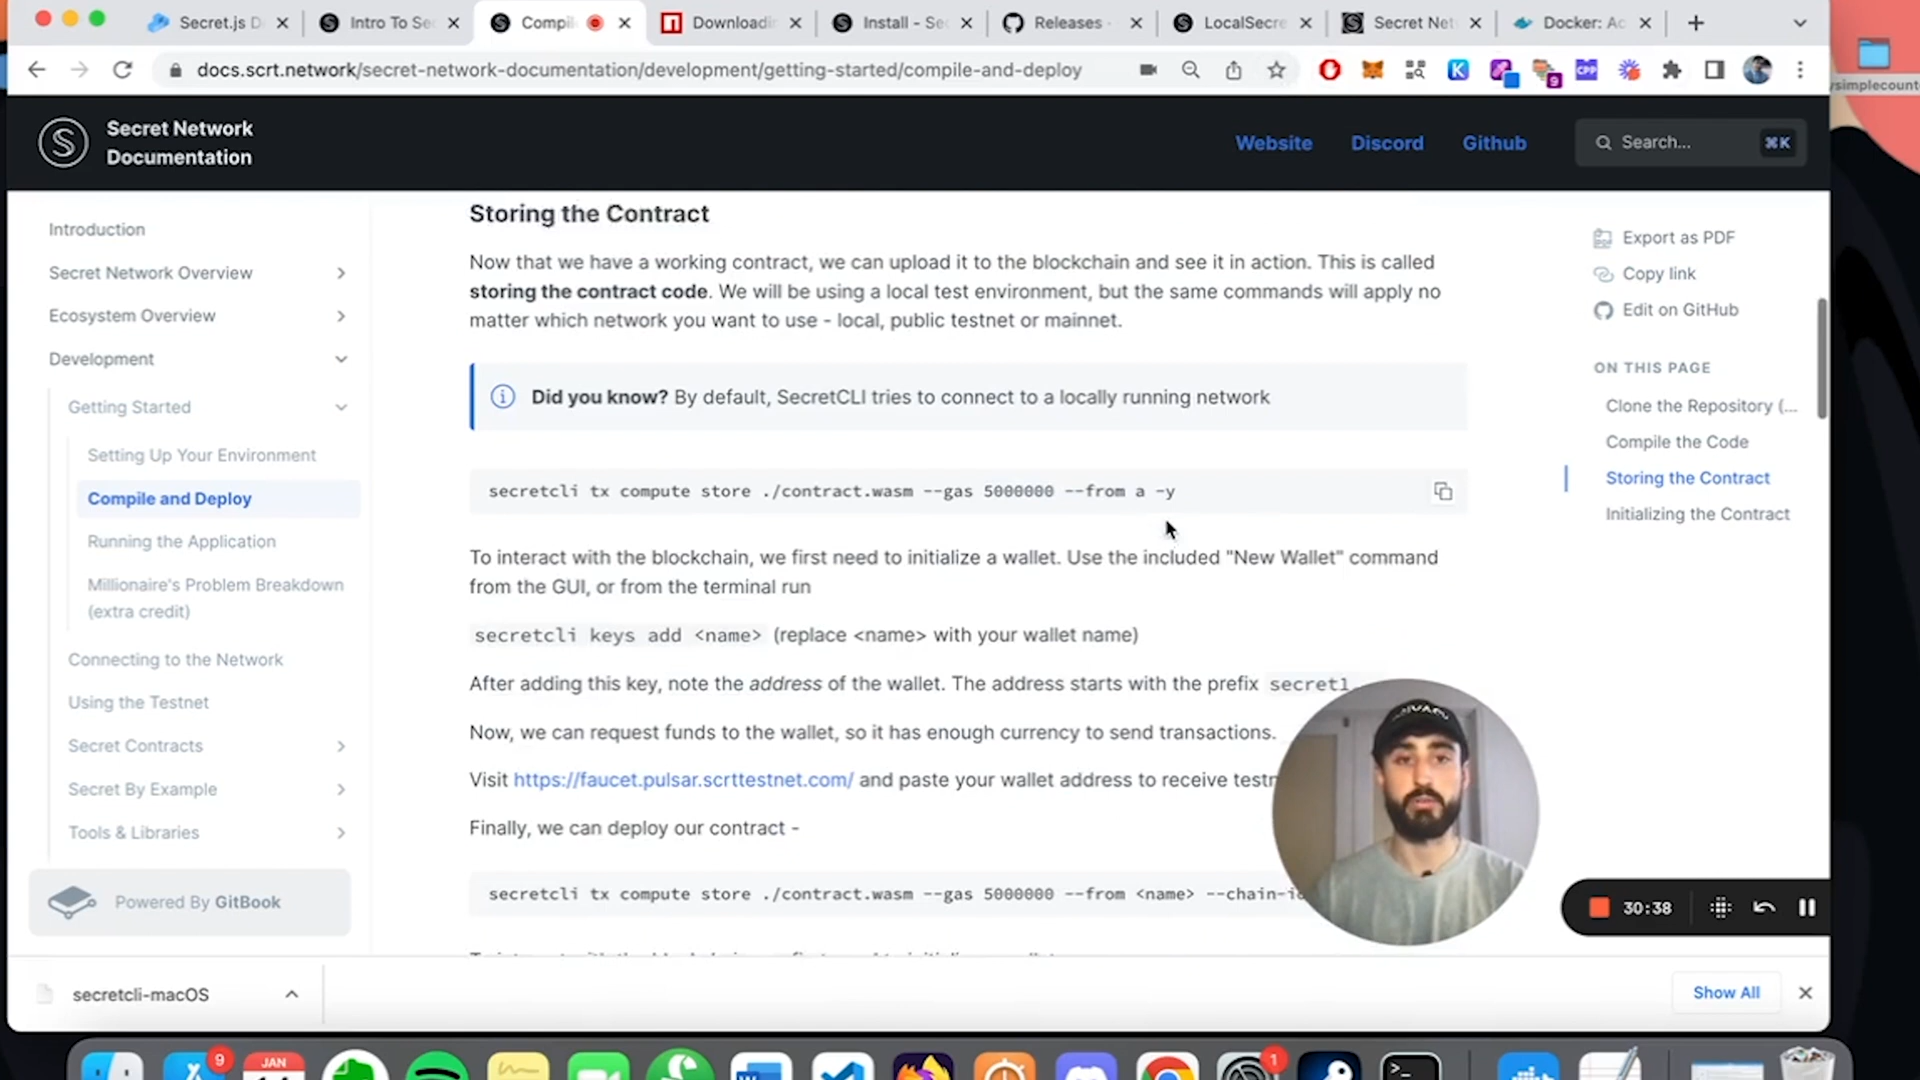 Secret.js D
Intro To Sec
Compil
Downloadin
Install - Sec
Releases -
LocalSecre
Secret Net
Docker: Ac
docs.scrt.network/secret-network-documentation/development/getting-started/compile-and-deploy
K
CPP
9
simplecount
Secret Network
Documentation
Website
Discord
Github
Search...
⌘K
Introduction
Secret Network Overview
Ecosystem Overview
Development
Getting Started
Setting Up Your Environment
Compile and Deploy
Running the Application
Millionaire's Problem Breakdown
(extra credit)
Connecting to the Network
Using the Testnet
Secret Contracts
Secret By Example
Tools & Libraries
Powered By GitBook
Storing the Contract
Now that we have a working contract, we can upload it to the blockchain and see it in action. This is called
storing the contract code. We will be using a local test environment, but the same commands will apply no
matter which network you want to use - local, public testnet or mainnet.
Did you know? By default, SecretCLI tries to connect to a locally running network
secretcli tx compute store ./contract.wasm --gas 5000000 --from a -y
To interact with the blockchain, we first need to initialize a wallet. Use the included "New Wallet" command
from the GUI, or from the terminal run
secretcli keys add <name> (replace <name> with your wallet name)
After adding this key, note the address of the wallet. The address starts with the prefix secret1
Now, we can request funds to the wallet, so it has enough currency to send transactions.
Visit https://faucet.pulsar.scrttestnet.com/ and paste your wallet address to receive testn
Finally, we can deploy our contract -
secretcli tx compute store ./contract.wasm --gas 5000000 --from <name> --chain-i
Export as PDF
Copy link
Edit on GitHub
ON THIS PAGE
Clone the Repository (...
Compile the Code
Storing the Contract
Initializing the Contract
30:38
secretcli-macOS
Show All
9
JAN
1